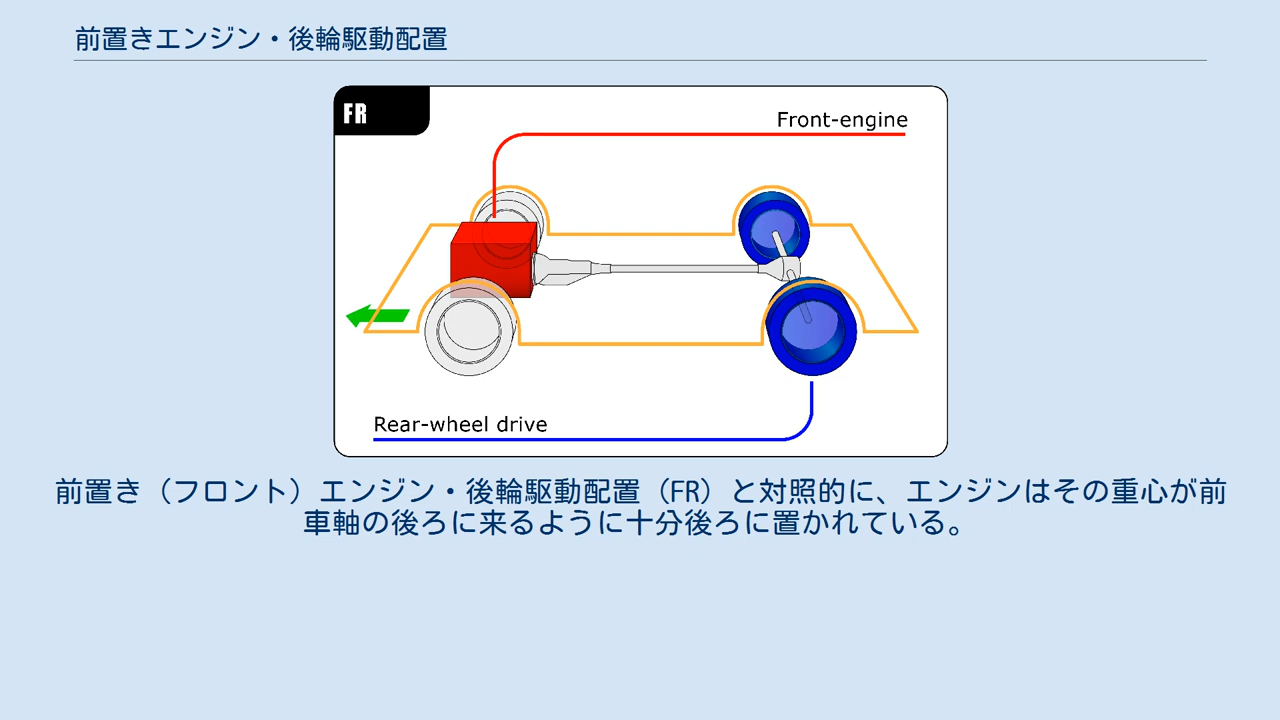 前置きエンジン・後輪駆動配置
FR
Front-engine
Rear-wheel drive
前置き（フロント）エンジン・後輪駆動配置（FR）と対照的に、エンジンはその重心が前
車軸の後ろに来るように十分後ろに置かれている。